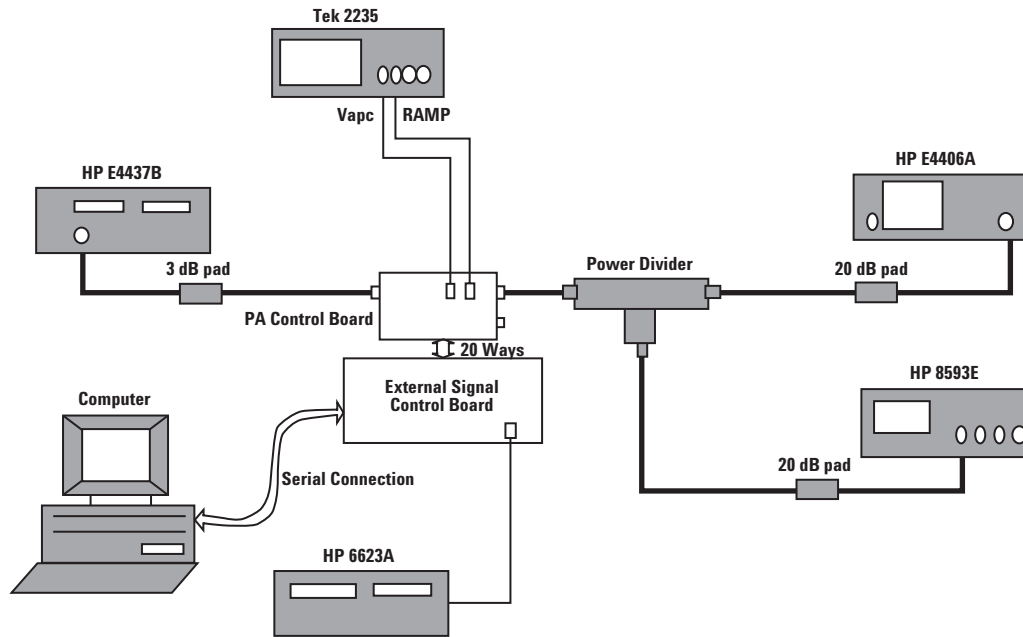 Tek 2235
Vapc
RAMP
HP E4437B
HP E4406A
3 dB pad
Power Divider
20 dB pad
PA Control Board
20 Ways
HP 8593E
External Signal
Control Board
Computer
20 dB pad
Serial Connection
HP 6623A